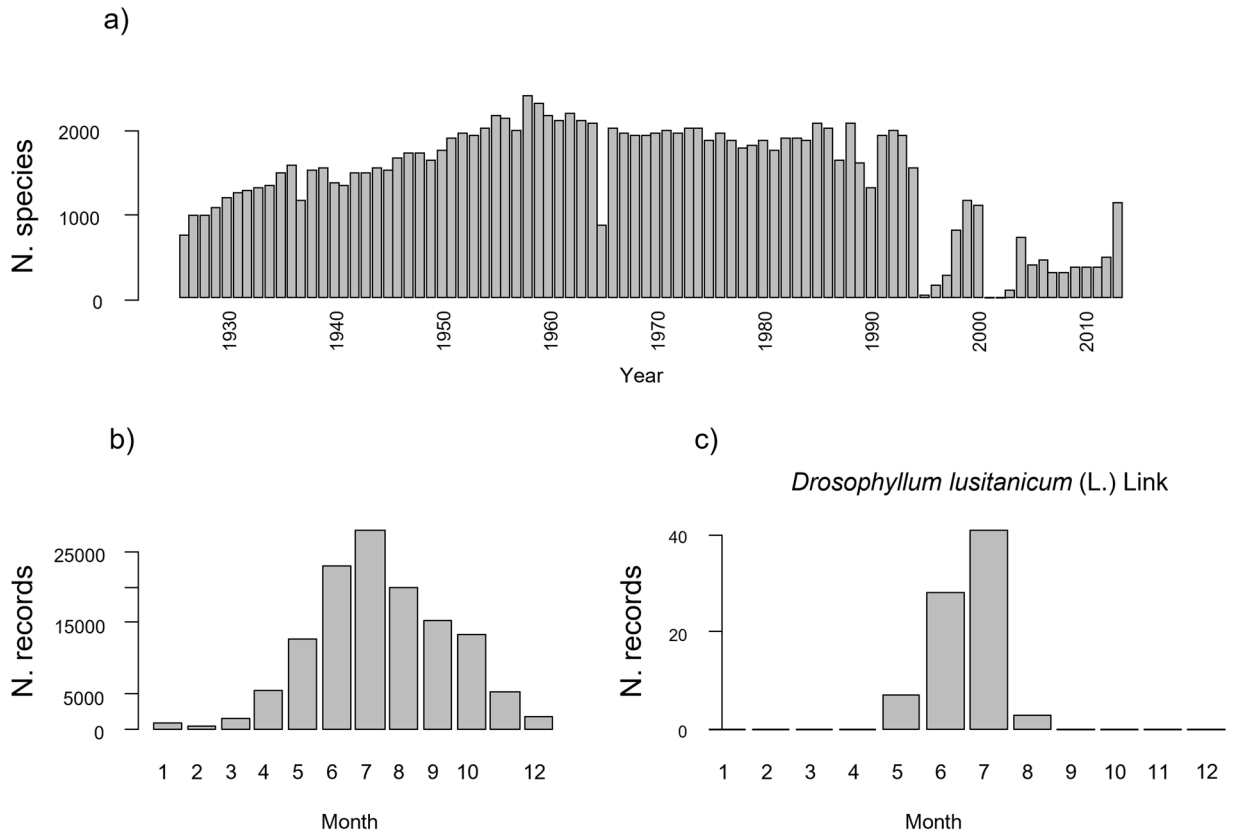 a)
N. species
2000
1000
0
1930 1940 1950 1960 1970 1980 1990 2000 2010
Year
b)
N. records
25000
15000
5000
0
1 2 3 4 5 6 7 8 9 10 12
Month
c)
Drosophyllum lusitanicum (L.) Link
N. records
40
20
0
1 2 3 4 5 6 7 8 9 10 11 12
Month